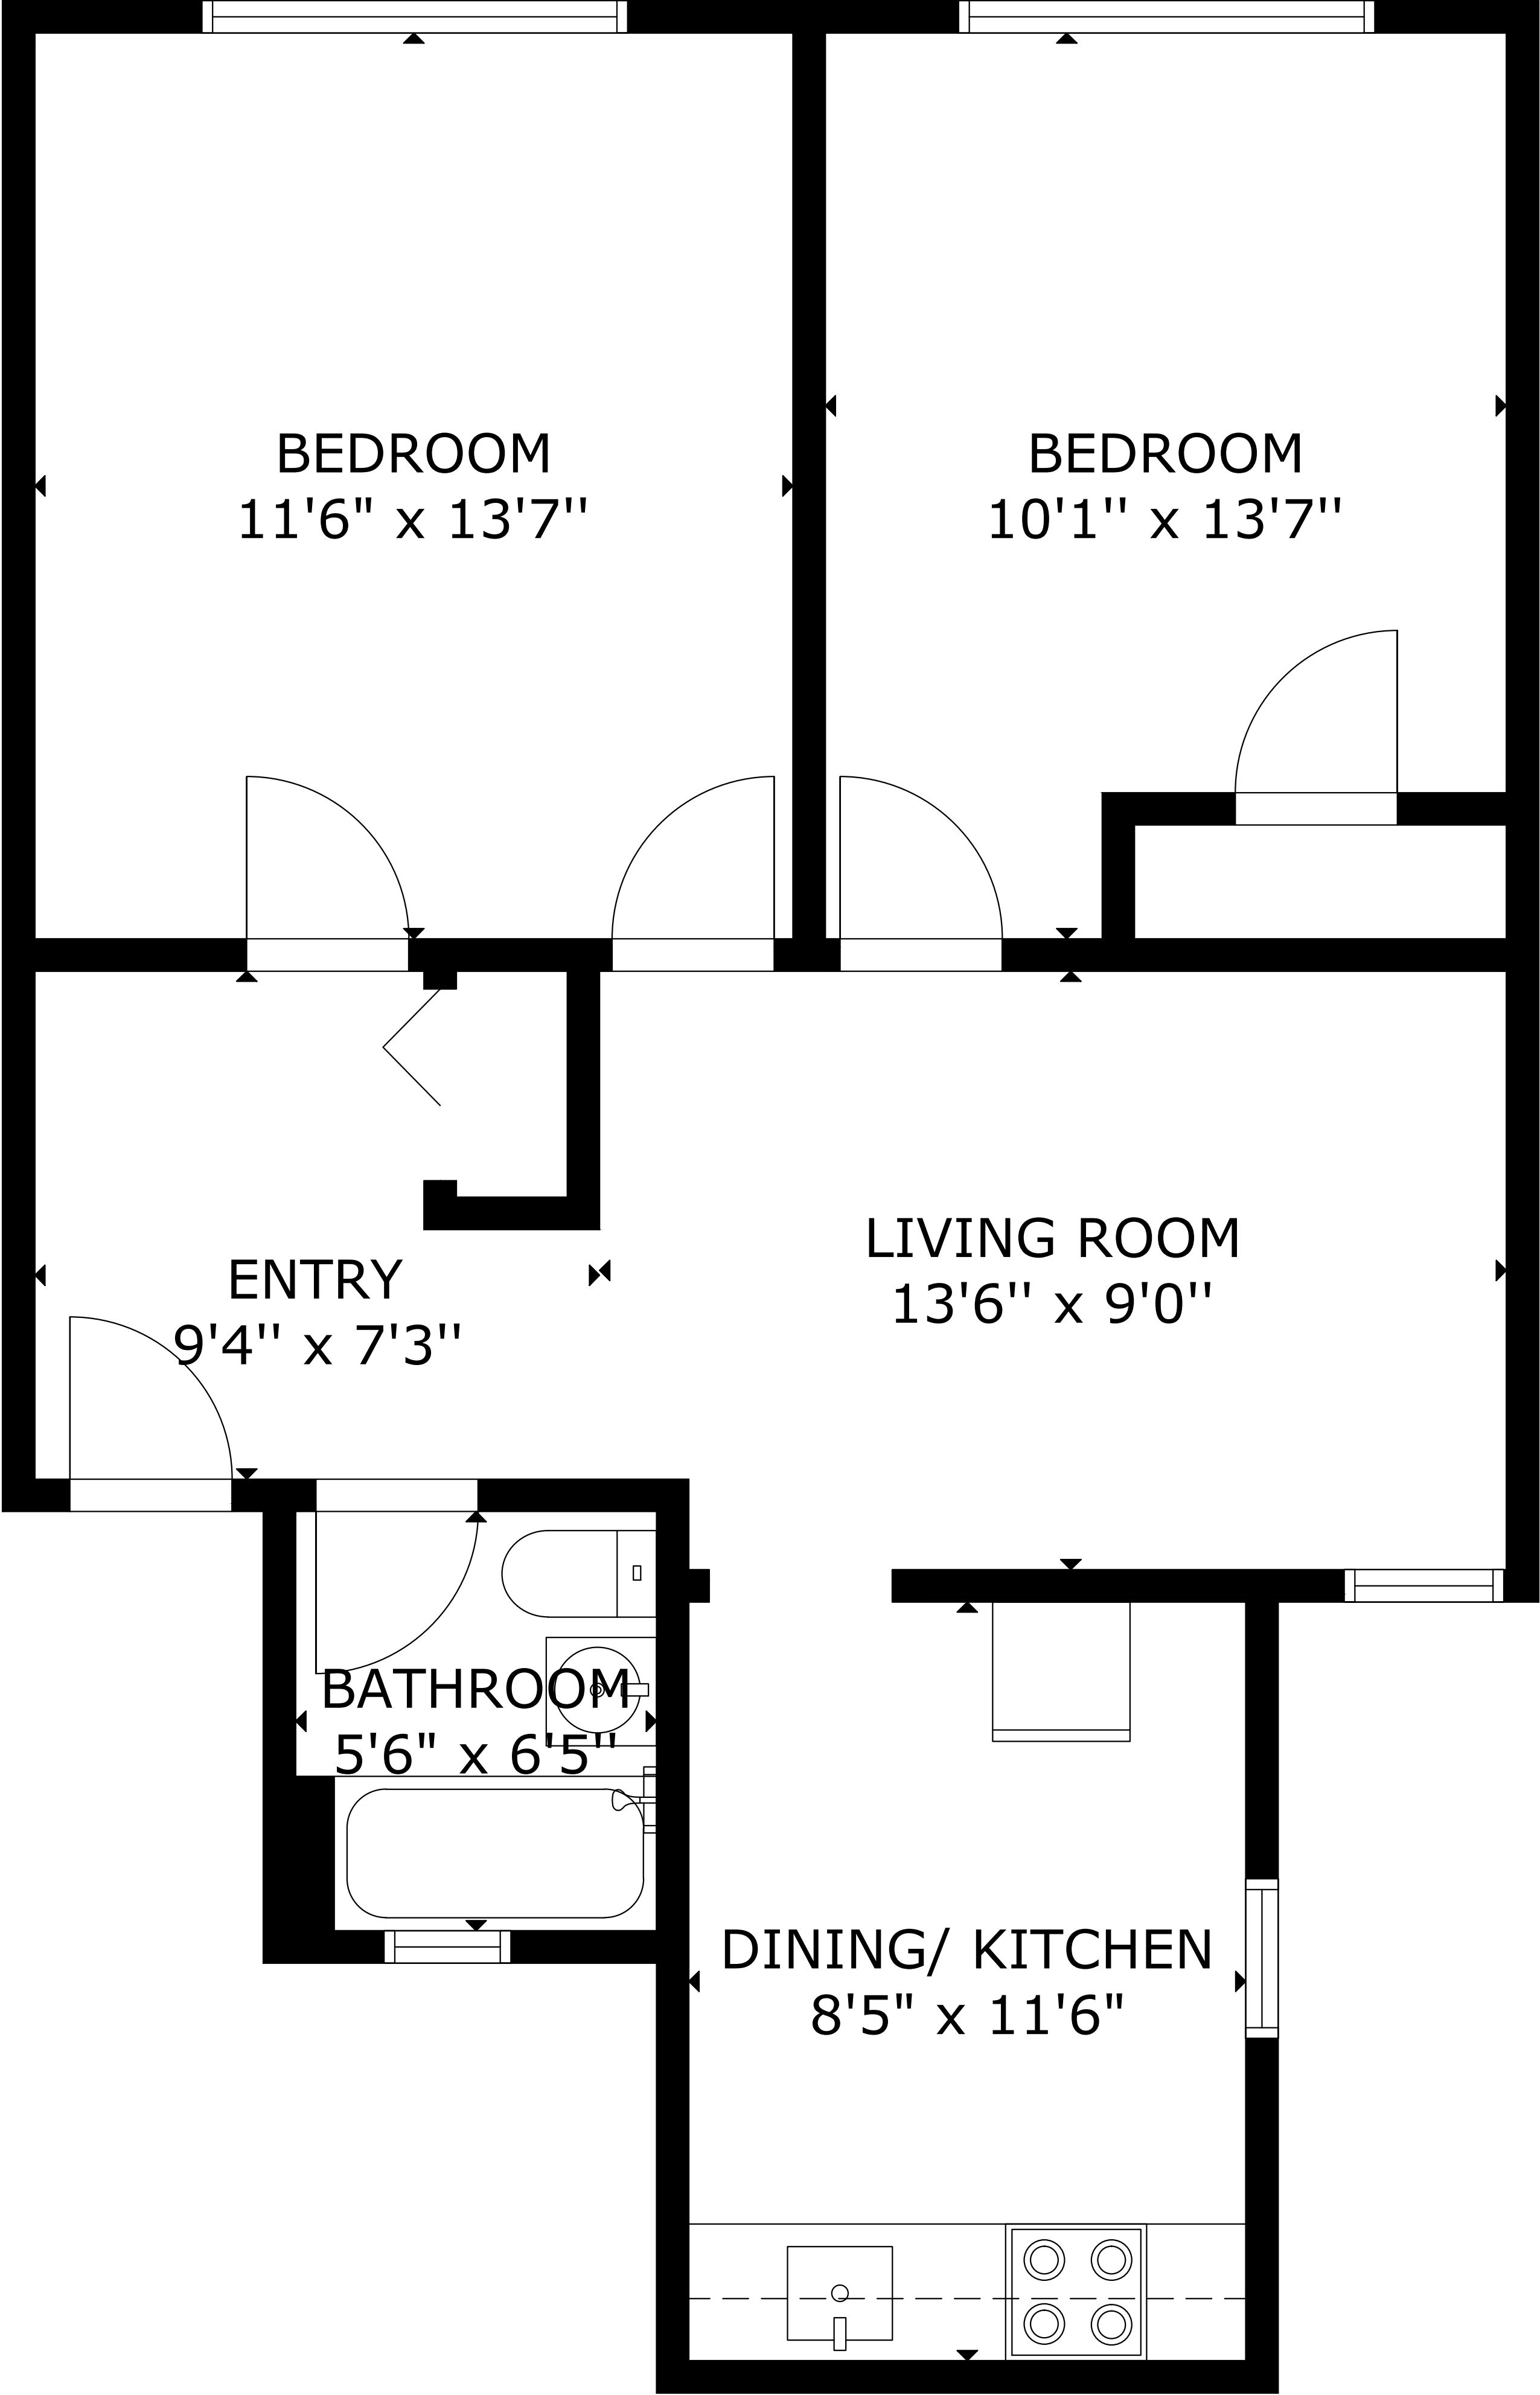 BEDROOM
11'6" x 13'7''
BEDROOM
10'1'' x 13'7''
LIVING ROOM
13'6'' x 9'0''
ENTRY
9'4'' x 7'3''
BATHROOM
5'6" x 6'5''
DINING/ KITCHEN
8'5" x 11'6"